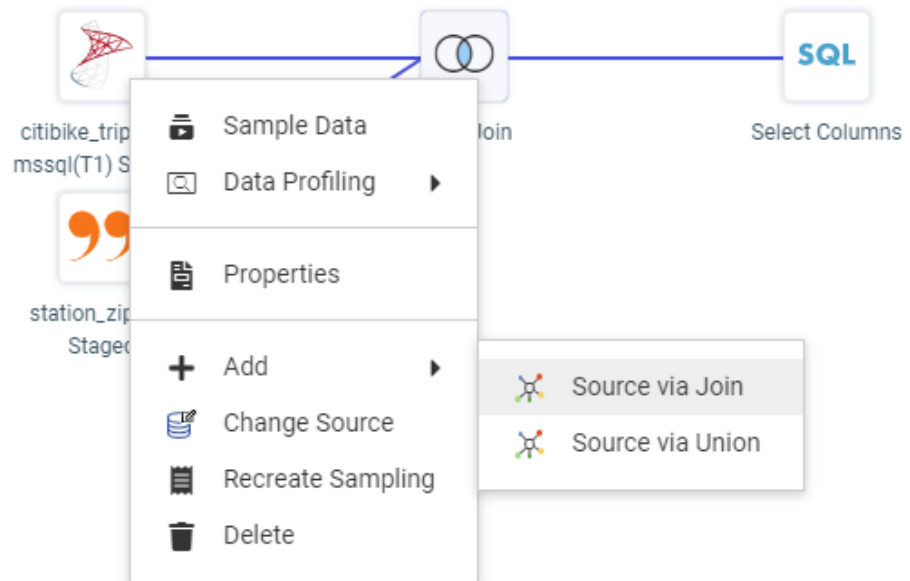 SQL
citibike_trip
mssql(T1) S
Join
Select Columns
station_zip
Staged
Sample Data
Data Profiling
Properties
Add
Change Source
Recreate Sampling
Delete
Source via Join
Source via Union